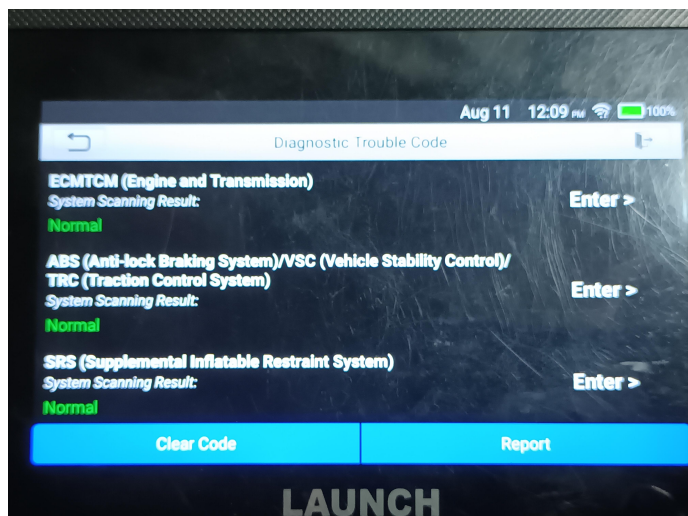 Aug 11 12:09 PM 100%
Diagnostic Trouble Code
ECMTCM (Engine and Transmission)
System Scanning Result:
Enter >
Normal
ABS (Anti-lock Braking System)/VSC (Vehicle Stability Control)/
TRC (Traction Control System)
System Scanning Result:
Enter >
Normal
SRS (Supplemental Inflatable Restraint System)
System Scanning Result:
Enter >
Normal
Clear Code Report
LAUNCH